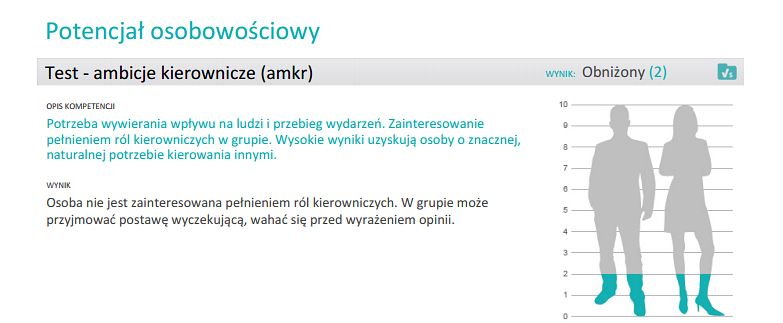 Potencjał osobowościowy
Test - ambicje kierownicze (amkr)
WYNIK: Obniżony (2)
OPIS KOMPETENCJI
Potrzeba wywierania wpływu na ludzi i przebieg wydarzeń. Zainteresowanie
pełnieniem ról kierowniczych w grupie. Wysokie wyniki uzyskują osoby o znacznej,
naturalnej potrzebie kierowania innymi.
WYNIK
Osoba nie jest zainteresowana pełnieniem ról kierowniczych. W grupie może
przyjmować postawę wyczekującą, wahać się przed wyrażeniem opinii.
10
9
8
7
6
5
4
3
2
1
0